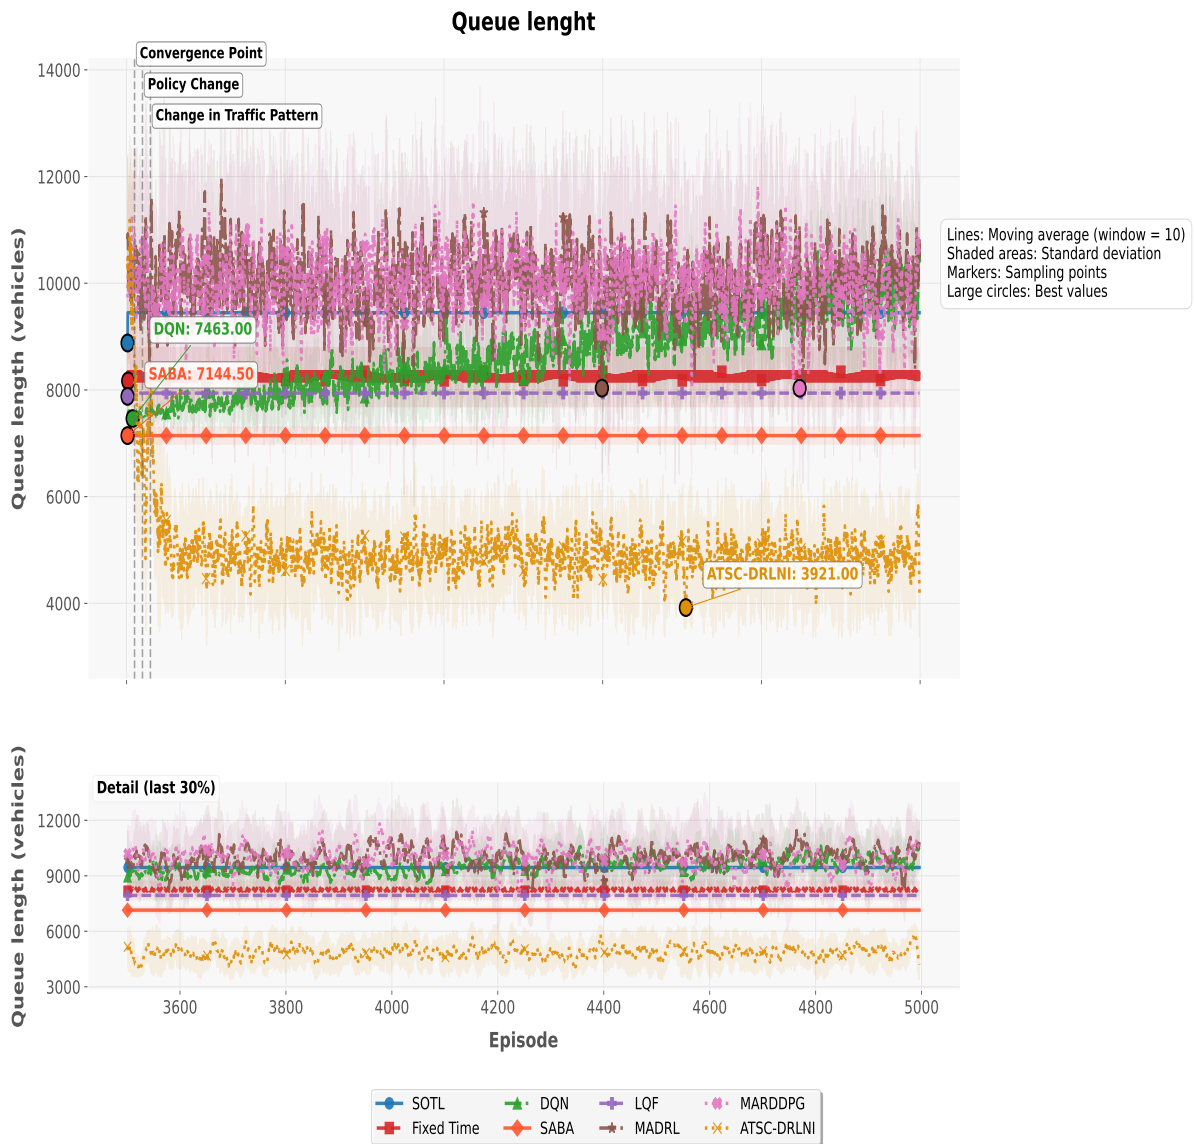 Queue lenght
Convergence Point
Policy Change
Change in Traffic Pattern
14000
12000
10000
8000
6000
4000
Queue length (vehicles)
DQN: 7463.00
SABA: 7144.50
ATSC-DRLNI: 3921.00
Lines: Moving average (window = 10)
Shaded areas: Standard deviation
Markers: Sampling points
Large circles: Best values
Detail (last 30%)
12000
9000
6000
3000
Queue length (vehicles)
3600 3800 4000 4200 4400 4600 4800 5000
Episode
SOTL DQN LQF MARDDPG
Fixed Time SABA MADRL ATSC-DRLNI